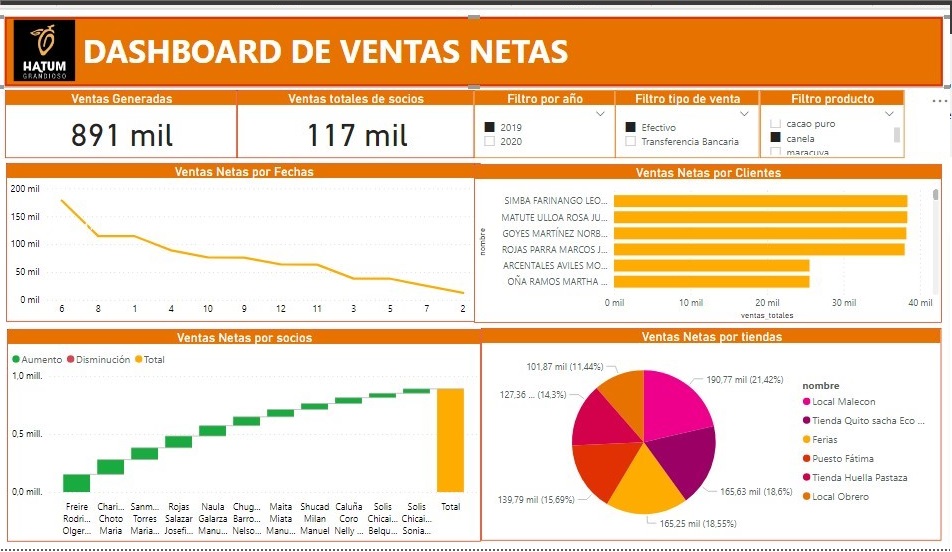 HATUM
GRANDIOSO
DASHBOARD DE VENTAS NETAS
Ventas Generadas
891 mil
Ventas totales de socios
117 mil
Filtro por año
2019
2020
Filtro tipo de venta
Efectivo
Transferencia Bancaria
Filtro producto
cacao puro
canela
maracuya
Ventas Netas por Fechas
200 mil
150 mil
100 mil
50 mil
0 mil
6 8 1 4 10 9 12 11 3 5 7 2
Ventas Netas por Clientes
nombre
SIMBA FARINANGO LEO...
MATUTE ULLOA ROSA JU...
GOYES MARTÍNEZ NORB...
ROJAS PARRA MARCOS J...
ARCENTALES AVILES MO...
OÑA RAMOS MARTHA ...
0 mil 10 mil 20 mil 30 mil 40 mil
ventas_totales
Ventas Netas por socios
Aumento Disminución Total
1,0 mill.
0,5 mill.
0,0 mill.
Freire Chari... Sanm... Rojas Naula Chug... Maita Shucad Caluña Solis Solis Total
Rodri... Choto Torres Salazar Galarza Barro... Miata Milan Coro Chicai... Chicai...
Olger... Maria Maria... Josefi... Manu... Nelso... Manu... Manuel Nelly ... Belqu... Sonia...
Ventas Netas por tiendas
101,87 mil (11,44%)
190,77 mil (21,42%)
127,36 ... (14,3%)
139,79 mil (15,69%)
165,63 mil (18,6%)
165,25 mil (18,55%)
nombre
Local Malecon
Tienda Quito sacha Eco ...
Ferias
Puesto Fátima
Tienda Huella Pastaza
Local Obrero